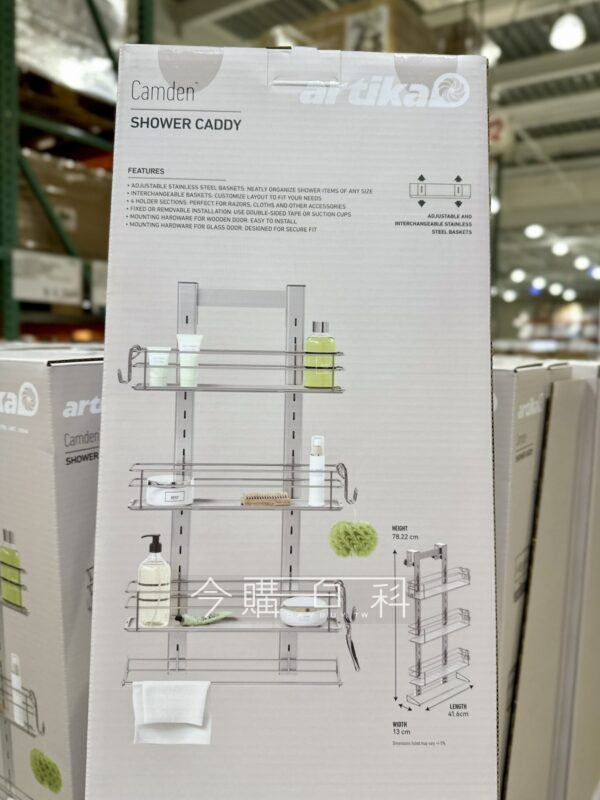 Camden™
artika
SHOWER CADDY
FEATURES
• ADJUSTABLE STAINLESS STEEL BASKETS: NEATLY ORGANIZE SHOWER ITEMS OF ANY SIZE
• INTERCHANGEABLE BASKETS: CUSTOMIZE LAYOUT TO FIT YOUR NEEDS
• 4 HOLDER SECTIONS: PERFECT FOR RAZORS, CLOTHS AND OTHER ACCESSORIES
• FIXED OR REMOVABLE INSTALLATION: USE DOUBLE-SIDED TAPE OR SUCTION CUPS
• MOUNTING HARDWARE FOR WOODEN DOOR: EASY TO INSTALL
• MOUNTING HARDWARE FOR GLASS DOOR: DESIGNED FOR SECURE FIT
ADJUSTABLE AND
INTERCHANGEABLE STAINLESS
STEEL BASKETS
HEIGHT
78.22 cm
今購百科
LENGTH
41.6cm
WIDTH
13 cm
Dimensions listed may vary +/- 5%
ka
art
Camden
SHOWER